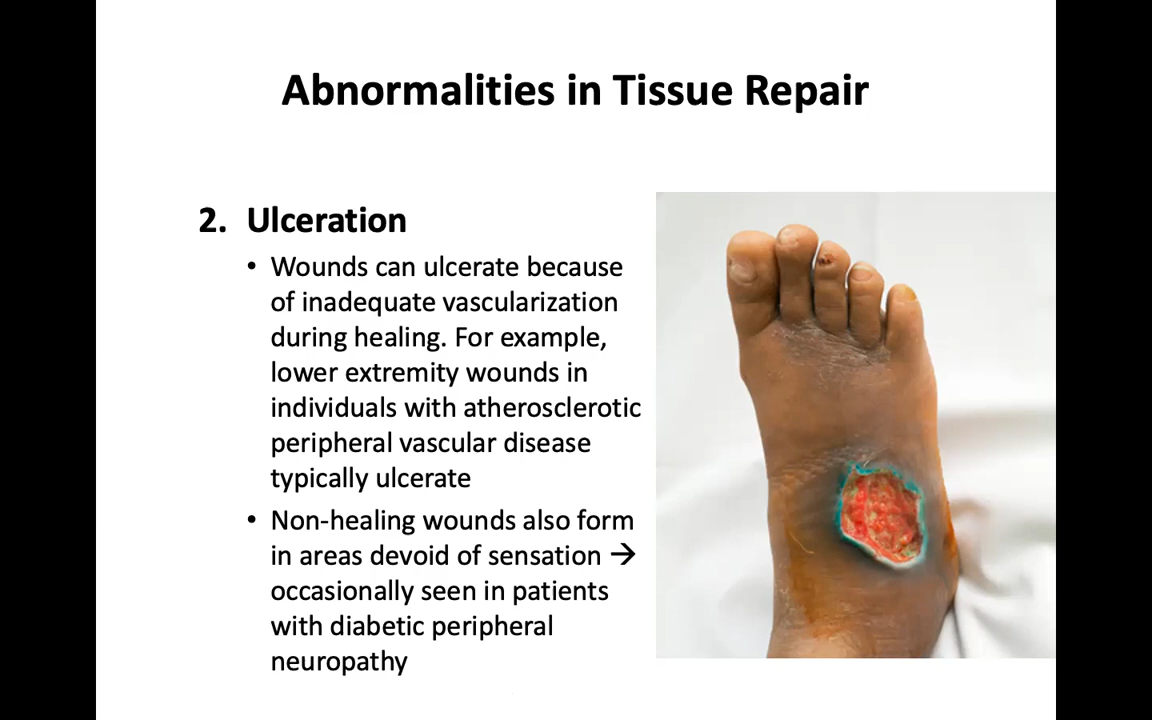 Abnormalities in Tissue Repair
2. Ulceration
• Wounds can ulcerate because
of inadequate vascularization
during healing. For example,
lower extremity wounds in
individuals with atherosclerotic
peripheral vascular disease
typically ulcerate
• Non-healing wounds also form
in areas devoid of sensation →
occasionally seen in patients
with diabetic peripheral
neuropathy